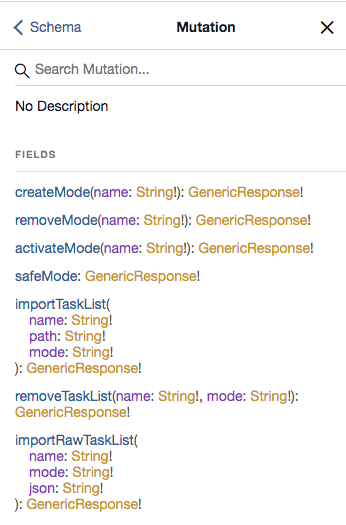 Schema Mutation
Search Mutation...
No Description
FIELDS
createMode(name: String!): GenericResponse!
removeMode(name: String!): GenericResponse!
activateMode(name: String!): GenericResponse!
safeMode: GenericResponse!
importTaskList(
name: String!
path: String!
mode: String!
): GenericResponse!
removeTaskList(name: String!, mode: String!):
GenericResponse!
importRawTaskList(
name: String!
mode: String!
json: String!
): GenericResponse!